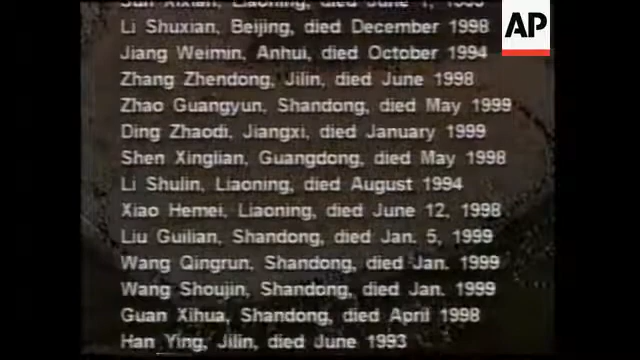 Li Shuxian, Beijing, died December 1998
AP
Jiang Weimin, Anhui, died October 1994
Zhang Zhendong, Jilin, died June 1998
Zhao Guangyun, Shandong, died May 1999
Ding Zhaodi, Jiangxi, died January 1999
Shen Xinglian, Guangdong, died May 1998
Li Shulin, Liaoning, died August 1994
Xiao Hemei, Liaoning, died June 12, 1998
Liu Guilian, Shandong, died Jan. 5, 1999
Wang Qingrun, Shandong, died Jan. 1999
Wang Shoujin, Shandong, died Jan. 1999
Guan Xihua, Shandong, died April 1998
Han Ying, Jilin, died June 1993